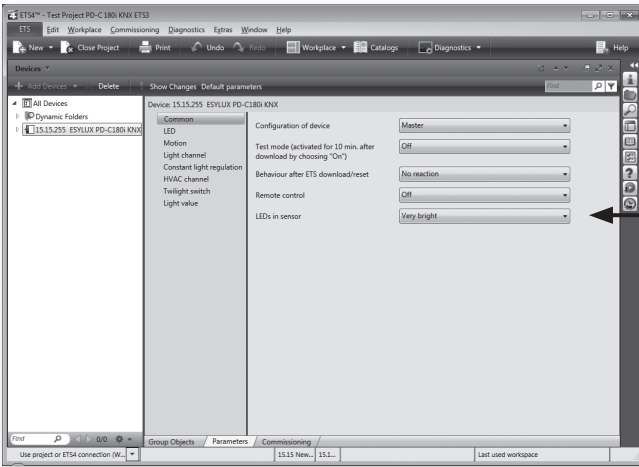 ETS4™ - Test Project PD-C 180i KNX ETS3
ETS Edit Workplace Commissioning Diagnostics Extras Window Help
New Close Project Print Undo Redo Workplace Catalogs Diagnostics Help
Devices
Add Devices Delete Show Changes Default parameters Find
All Devices
Dynamic Folders
15.15.255 ESYLUX PD-C180i KNX
Device: 15.15.255 ESYLUX PD-C180i KNX
Common
LED
Motion
Light channel
Constant light regulation
HVAC channel
Twilight switch
Light value
Configuration of device Master
Test mode (activated for 10 min. after Off
download by choosing "On")
Behaviour after ETS download/reset No reaction
Remote control Off
LEDs in sensor Very bright
Find 0/0
Group Objects Parameters Commissioning
Use project or ETS4 connection (W... 15.15 New... 15.1... Last used workspace